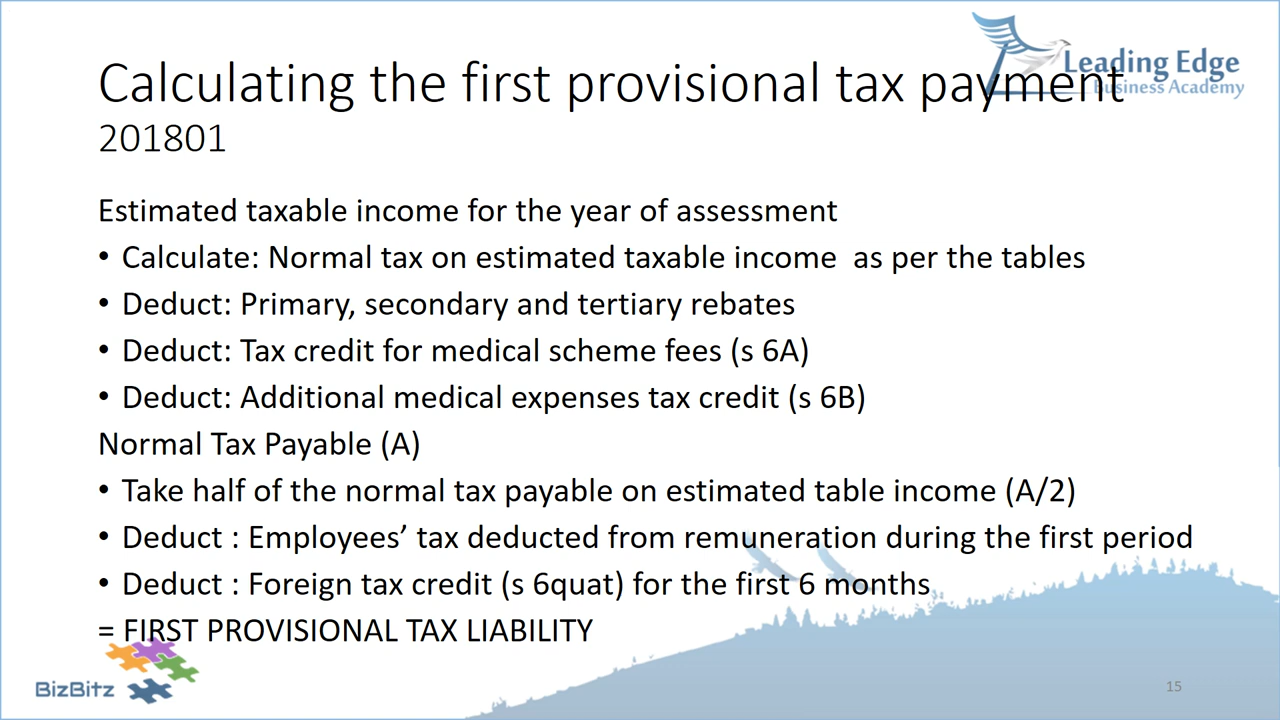 Calculating the first provisional tax payment
201801
Leading Edge
Business Academy
Estimated taxable income for the year of assessment
• Calculate: Normal tax on estimated taxable income  as per the tables
• Deduct: Primary, secondary and tertiary rebates
• Deduct: Tax credit for medical scheme fees (s 6A)
• Deduct: Additional medical expenses tax credit (s 6B)
Normal Tax Payable (A)
• Take half of the normal tax payable on estimated table income (A/2)
• Deduct : Employees’ tax deducted from remuneration during the first period
• Deduct : Foreign tax credit (s 6quat) for the first 6 months
= FIRST PROVISIONAL TAX LIABILITY
BizBitz
15